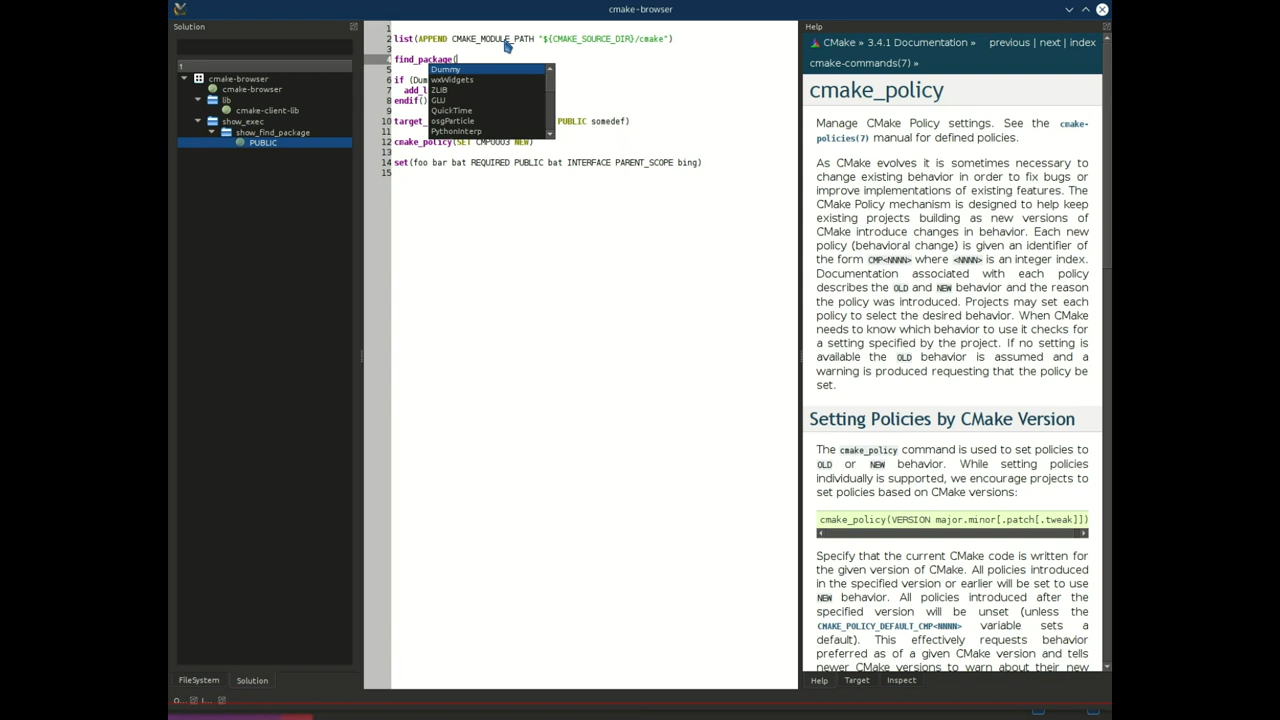 cmake-browser
Solution
1
cmake-browser
cmake-browser
lib
cmake-client-lib
show_exec
show_find_package
PUBLIC
FileSystem
Solution
O...
I...
1
2 list(APPEND CMAKE_MODULE_PATH "${CMAKE_SOURCE_DIR}/cmake")
3
4 find_package(
5
6 if (Dum
7 add_l
8 endif()
9
10 target_ PUBLIC somedef)
11
12 cmake_policy(SET CMP0003 NEW)
13
14 set(foo bar bat REQUIRED PUBLIC bat INTERFACE PARENT_SCOPE bing)
15
Dummy
wxWidgets
ZLIB
GLU
QuickTime
osgParticle
PythonInterp
Help
CMake » 3.4.1 Documentation » previous | next | index
cmake-commands(7) »
cmake_policy
Manage CMake Policy settings. See the cmake-
policies(7) manual for defined policies.
As CMake evolves it is sometimes necessary to
change existing behavior in order to fix bugs or
improve implementations of existing features. The
CMake Policy mechanism is designed to help keep
existing projects building as new versions of
CMake introduce changes in behavior. Each new
policy (behavioral change) is given an identifier of
the form CMP<NNNN> where <NNNN> is an integer index.
Documentation associated with each policy
describes the OLD and NEW behavior and the reason
the policy was introduced. Projects may set each
policy to select the desired behavior. When CMake
needs to know which behavior to use it checks for
a setting specified by the project. If no setting is
available the OLD behavior is assumed and a
warning is produced requesting that the policy be
set.
Setting Policies by CMake Version
The cmake_policy command is used to set policies to
OLD or NEW behavior. While setting policies
individually is supported, we encourage projects to
set policies based on CMake versions:
cmake_policy(VERSION major.minor[.patch[.tweak]])
Specify that the current CMake code is written for
the given version of CMake. All policies introduced
in the specified version or earlier will be set to use
NEW behavior. All policies introduced after the
specified version will be unset (unless the
CMAKE_POLICY_DEFAULT_CMP<NNNN> variable sets a
default). This effectively requests behavior
preferred as of a given CMake version and tells
newer CMake versions to warn about their new
Help
Target
Inspect